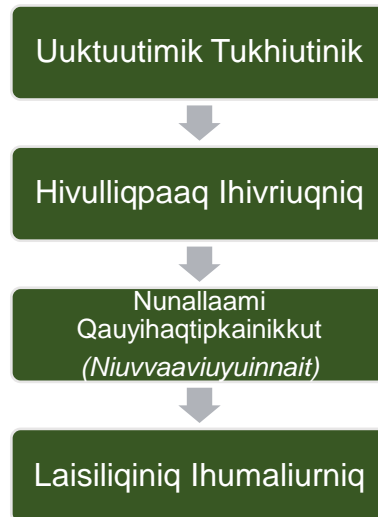 Uuktuutimik Tukhiutinik
Hivulliqpaaq Ihivriuqniq
Nunallaami
Qauyihaqtipkainikkut
(Niuvvaaviuyuinnait)
Laisiliqiniq Ihumaliurniq